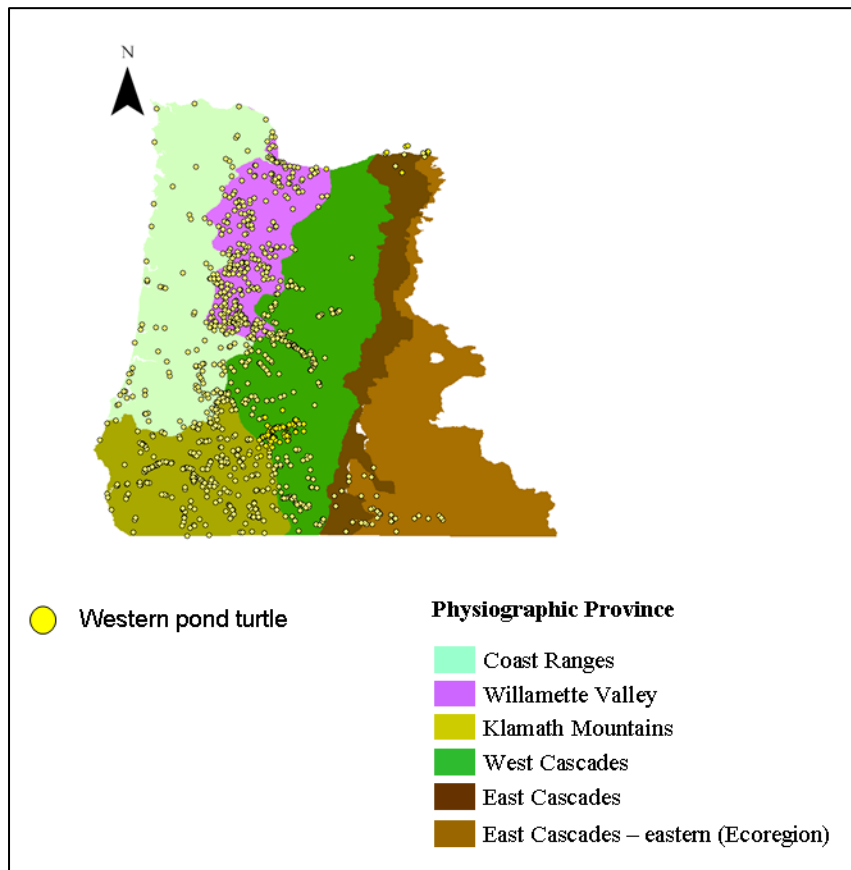 N
Western pond turtle
Physiographic Province
Coast Ranges
Willamette Valley
Klamath Mountains
West Cascades
East Cascades
East Cascades – eastern (Ecoregion)